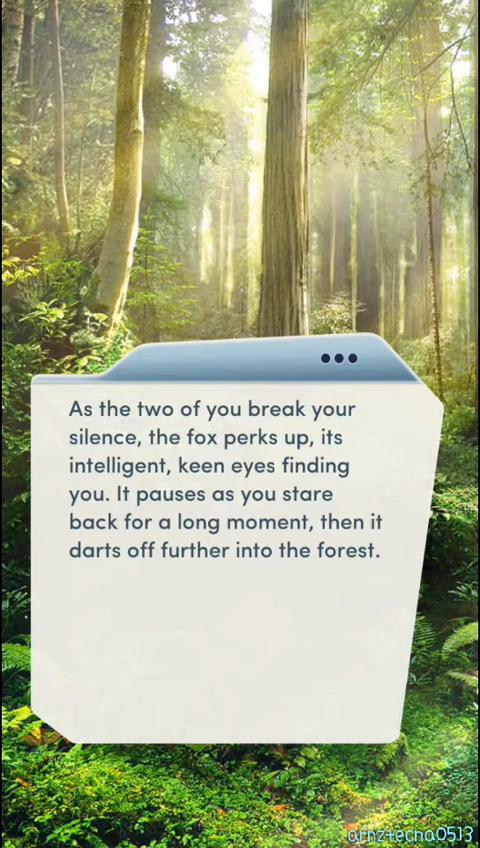 As the two of you break your
silence, the fox perks up, its
intelligent, keen eyes finding
you. It pauses as you stare
back for a long moment, then it
darts off further into the forest.
arnztecna0513